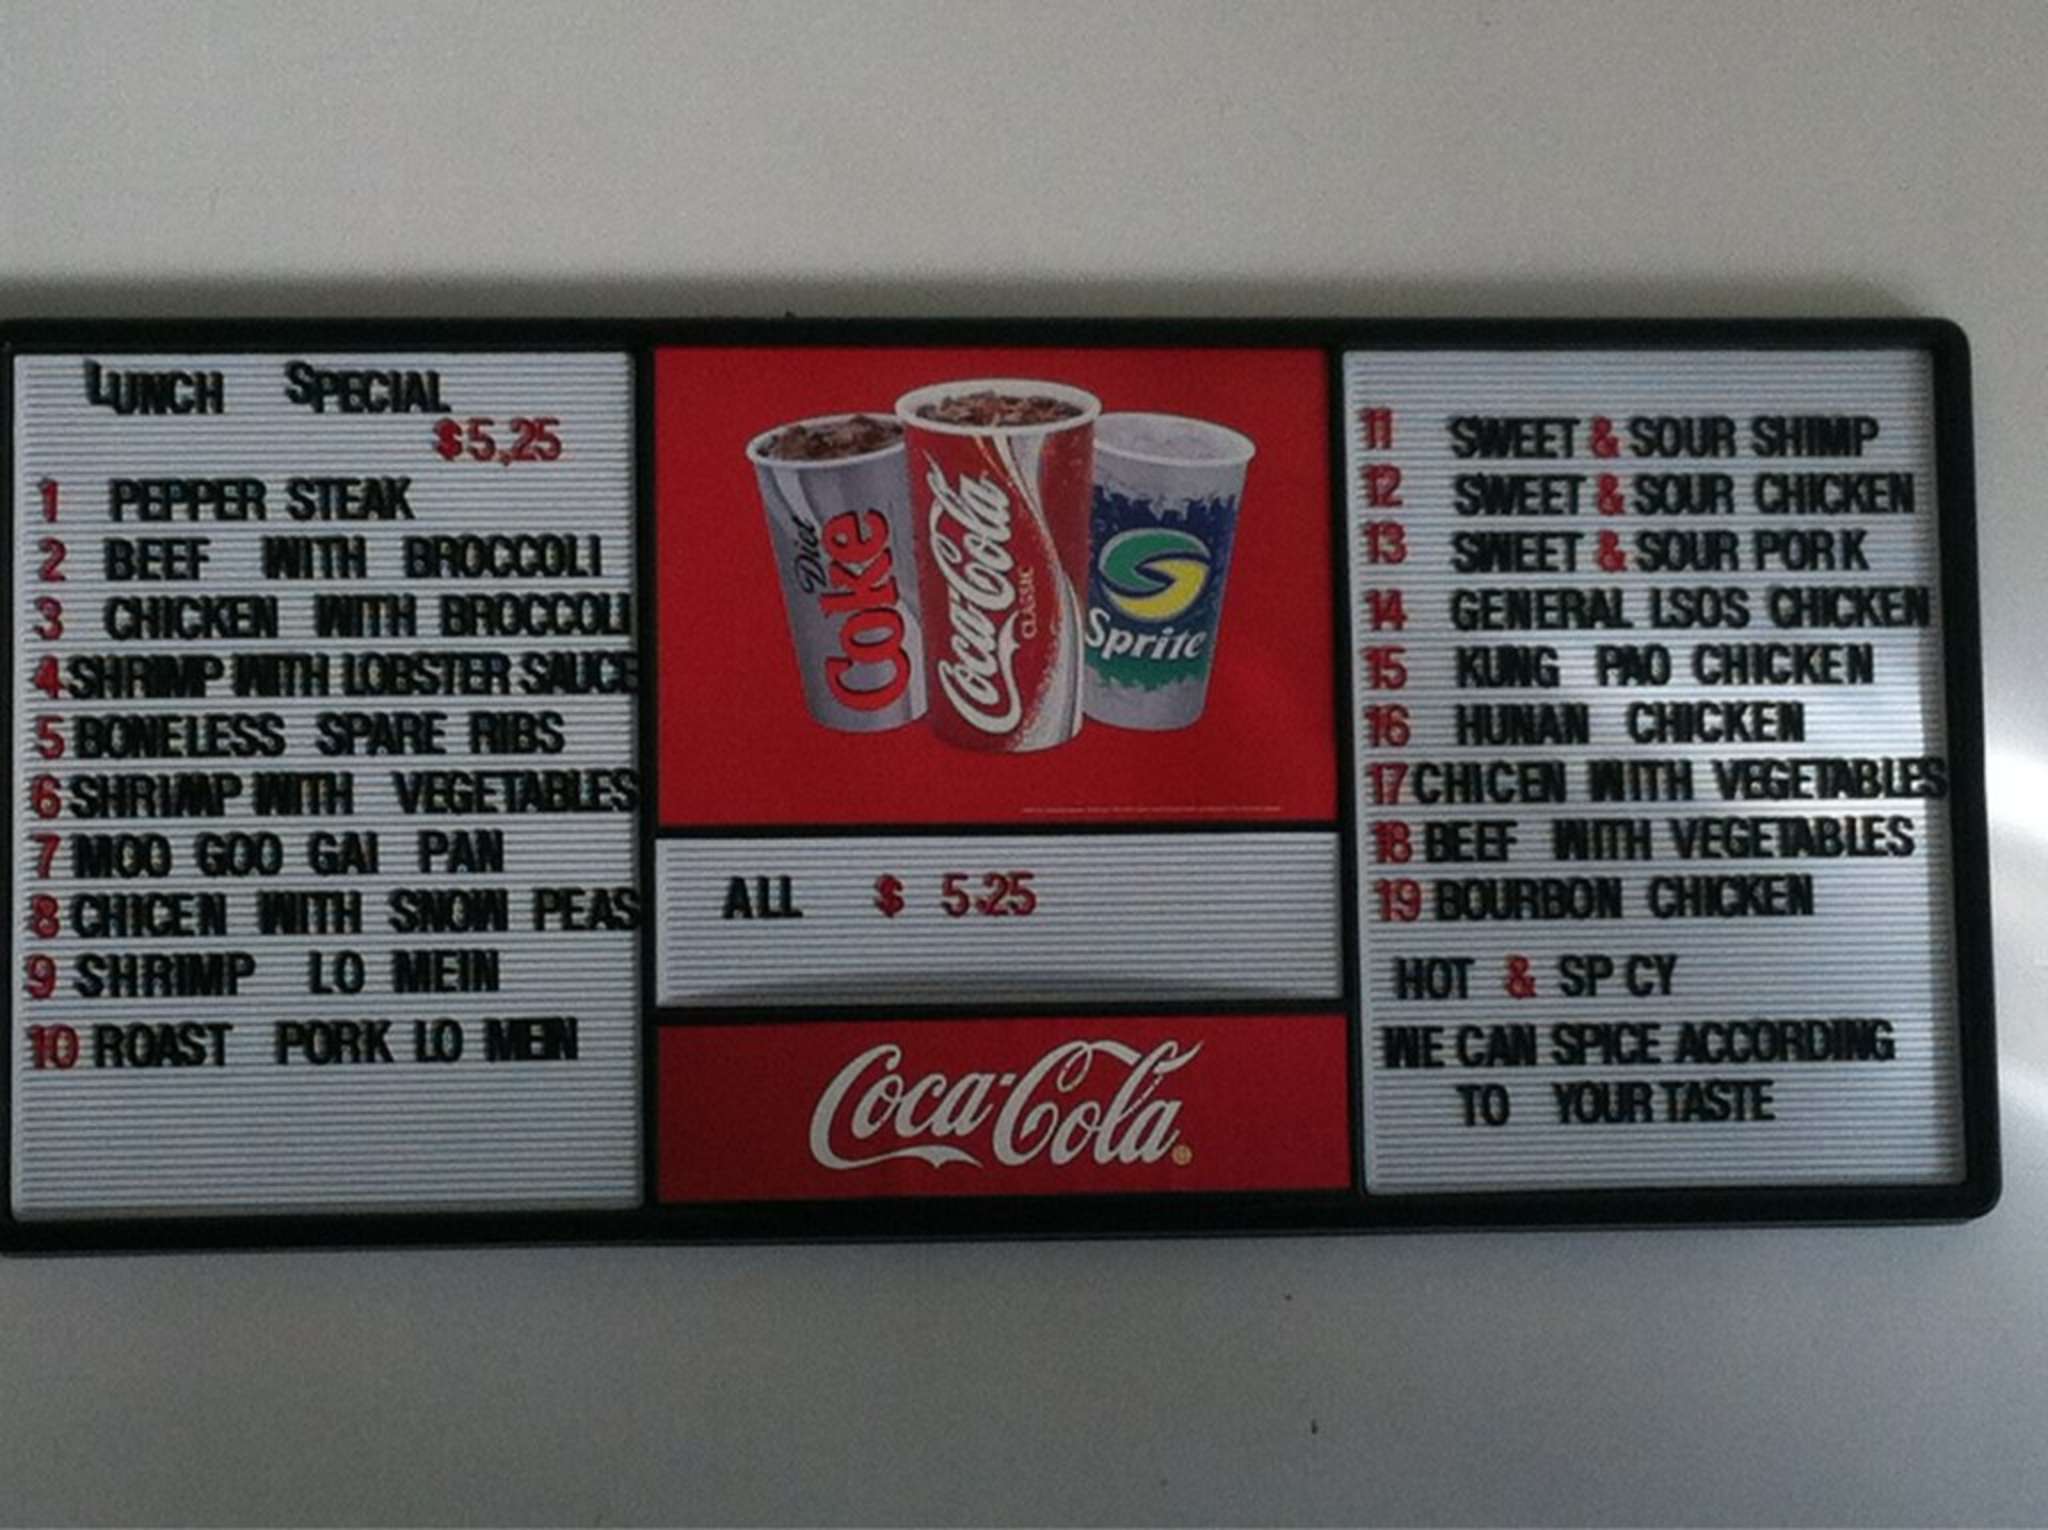 LUNCH SPECIAL
$5,25
1 PEPPER STEAK
2 BEEF WITH BROCCOLI
3 CHICKEN WITH BROCCOLI
4 SHRIMP WITH LOBSTER SAUCE
5 BONELESS SPARE RIBS
6 SHRIMP WITH VEGETABLES
7 MOO GOO GAI PAN
8 CHICEN WITH SNOW PEAS
9 SHRIMP LO MEIN
10 ROAST PORK LO MEIN
Diet Coke
Coca-Cola
CLASSIC
Sprite
ALL $ 5.25
Coca-Cola
11 SWEET & SOUR SHIMP
12 SWEET & SOUR CHICKEN
13 SWEET & SOUR PORK
14 GENERAL LSOS CHICKEN
15 KUNG PAO CHICKEN
16 HUNAN CHICKEN
17 CHICEN WITH VEGETABLES
18 BEEF WITH VEGETABLES
19 BOURBON CHICKEN
HOT & SP CY
WE CAN SPICE ACCORDING
TO YOUR TASTE